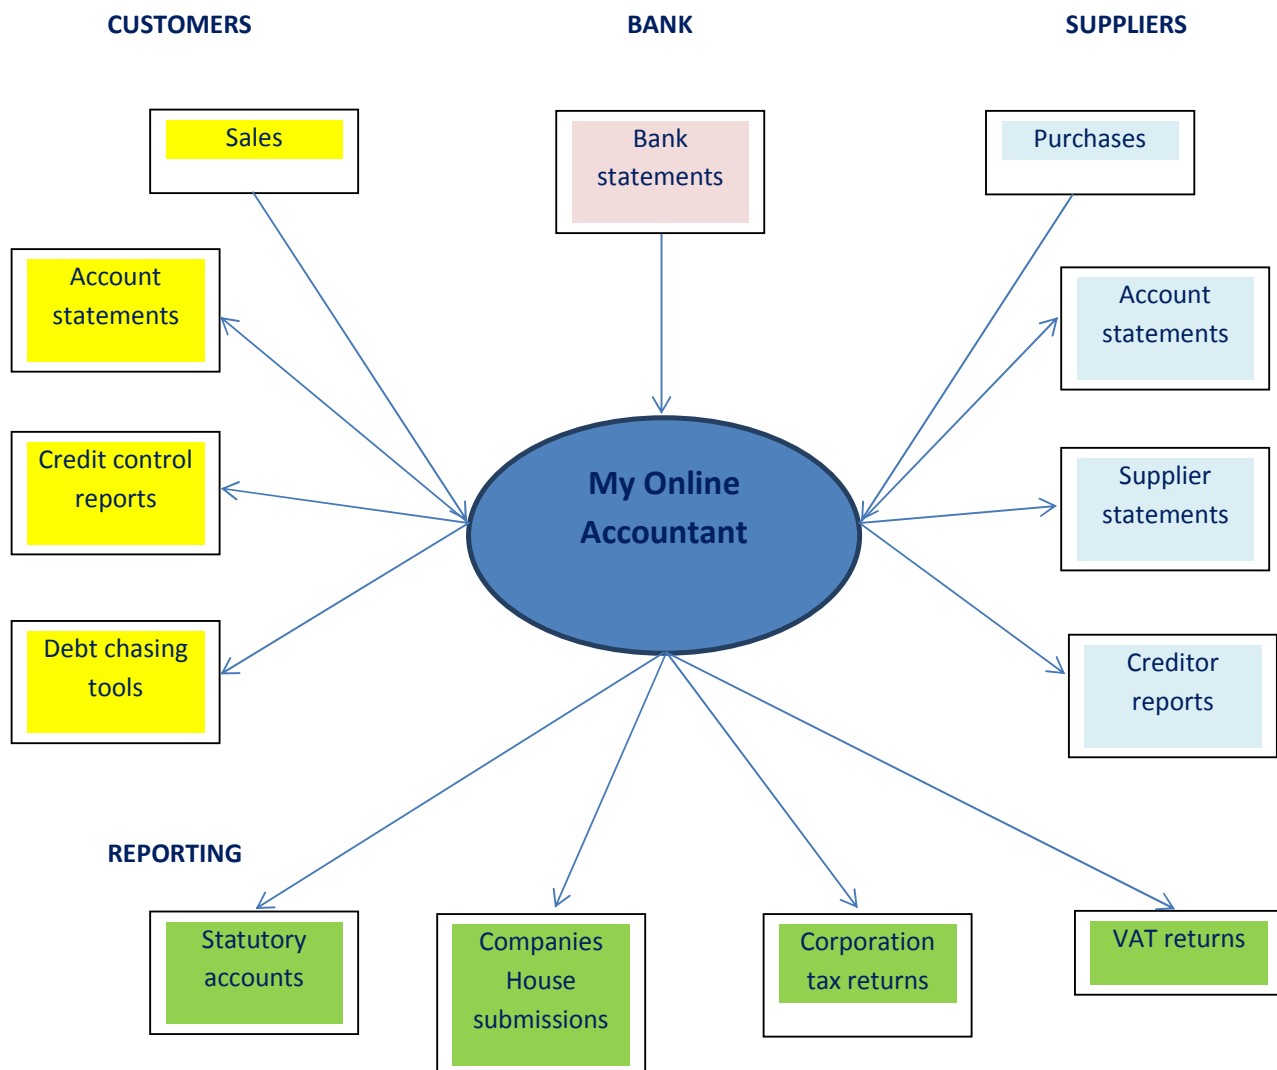 CUSTOMERS
BANK
SUPPLIERS
Sales
Bank
statements
Purchases
Account
statements
Account
statements
Credit control
reports
My Online
Accountant
Supplier
statements
Debt chasing
tools
Creditor
reports
REPORTING
Statutory
accounts
Companies
House
submissions
Corporation
tax returns
VAT returns